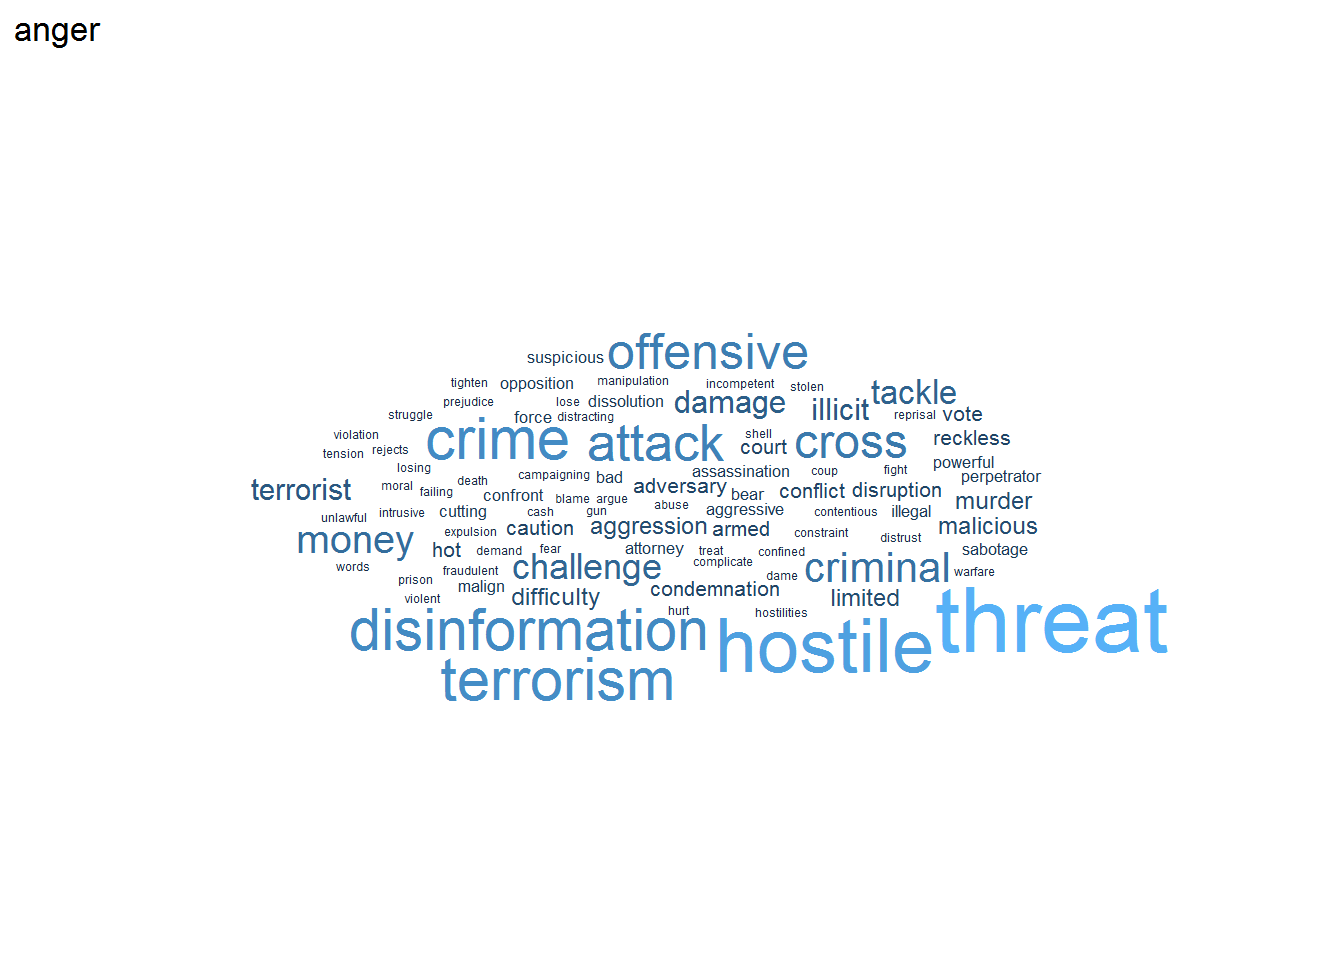 anger
suspicious offensive
tighten opposition manipulation incompetent stolen tackle
prejudice lose dissolution damage illicit
struggle force distracting reprisal vote
violation crime attack shell court cross reckless
tension rejects
losing death campaigning bad assassination coup fight powerful perpetrator
terrorist moral failing confront blame argue adversary bear conflict disruption murder
unlawful intrusive cutting cash gun abuse aggressive contentious illegal
money expulsion caution aggression armed constraint distrust malicious
hot demand fear attorney treat confined sabotage
words fraudulent challenge complicate criminal warfare
prison malign dame
violent difficulty condemnation limited
disinformation hurt hostilities threat
hostile
terrorism